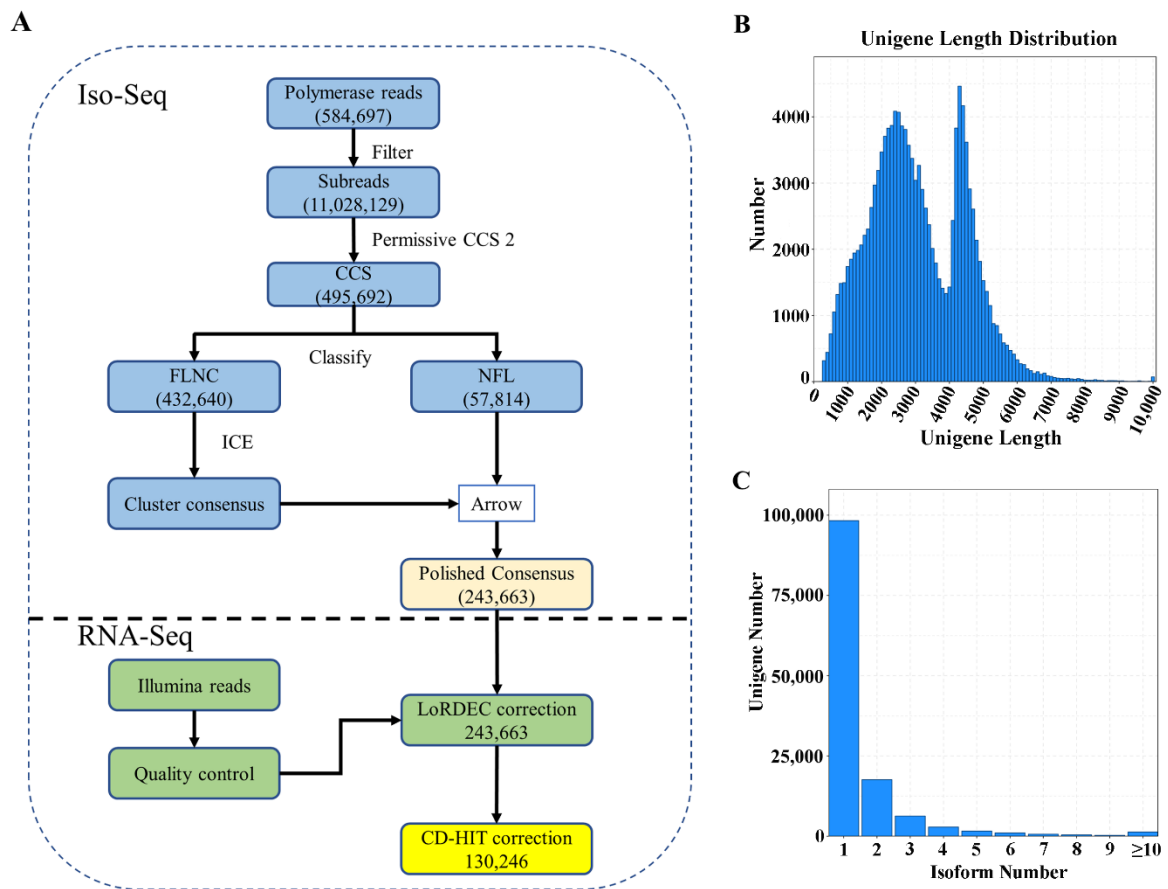 A
Iso-Seq
Polymerase reads
(584,697)
Filter
Subreads
(11,028,129)
Permissive CCS 2
CCS
(495,692)
Classify
FLNC
(432,640)
NFL
(57,814)
ICE
Cluster consensus
Arrow
Polished Consensus
(243,663)
RNA-Seq
Illumina reads
Quality control
LoRDEC correction
243,663
CD-HIT correction
130,246
B
Unigene Length Distribution
Number
4000
3000
2000
1000
0
0
1000
2000
3000
4000
5000
6000
7000
8000
9000
10,000
Unigene Length
C
Unigene Number
100,000
75,000
50,000
25,000
0
1 2 3 4 5 6 7 8 9 ≥10
Isoform Number